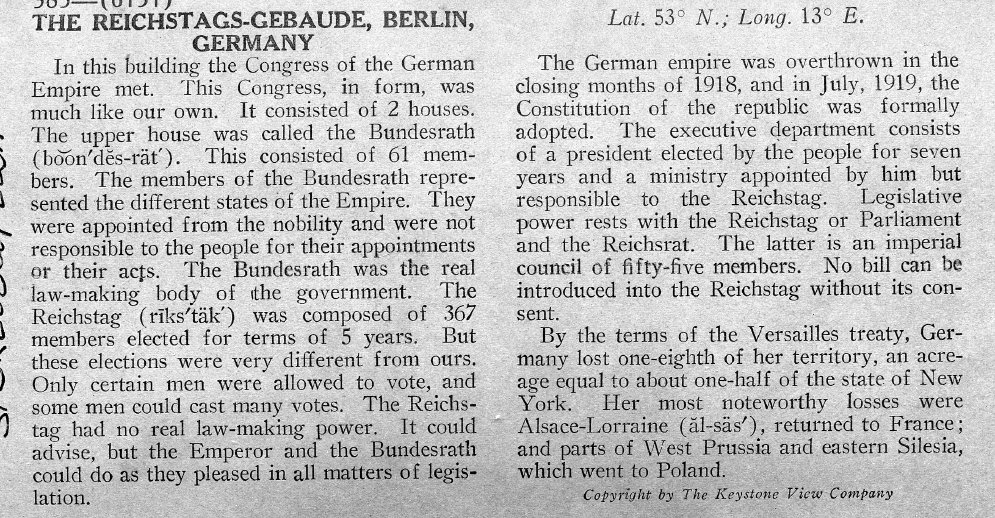 THE REICHSTAGS-GEBAUDE, BERLIN,
GERMANY
In this building the Congress of the German
Empire met. This Congress, in form, was
much like our own. It consisted of 2 houses.
The upper house was called the Bundesrath
(bo͝on′dĕs-rät′). This consisted of 61 mem-
bers. The members of the Bundesrath repre-
sented the different states of the Empire. They
were appointed from the nobility and were not
responsible to the people for their appointments
or their acts. The Bundesrath was the real
law-making body of the government. The
Reichstag (rīks′täk′) was composed of 367
members elected for terms of 5 years. But
these elections were very different from ours.
Only certain men were allowed to vote, and
some men could cast many votes. The Reichs-
tag had no real law-making power. It could
advise, but the Emperor and the Bundesrath
could do as they pleased in all matters of legis-
lation.
Lat. 53° N.; Long. 13° E.
The German empire was overthrown in the
closing months of 1918, and in July, 1919, the
Constitution of the republic was formally
adopted. The executive department consists
of a president elected by the people for seven
years and a ministry appointed by him but
responsible to the Reichstag. Legislative
power rests with the Reichstag or Parliament
and the Reichsrat. The latter is an imperial
council of fifty-five members. No bill can be
introduced into the Reichstag without its con-
sent.
By the terms of the Versailles treaty, Ger-
many lost one-eighth of her territory, an acre-
age equal to about one-half of the state of New
York. Her most noteworthy losses were
Alsace-Lorraine (ăl-săs′), returned to France;
and parts of West Prussia and eastern Silesia,
which went to Poland.
Copyright by The Keystone View Company